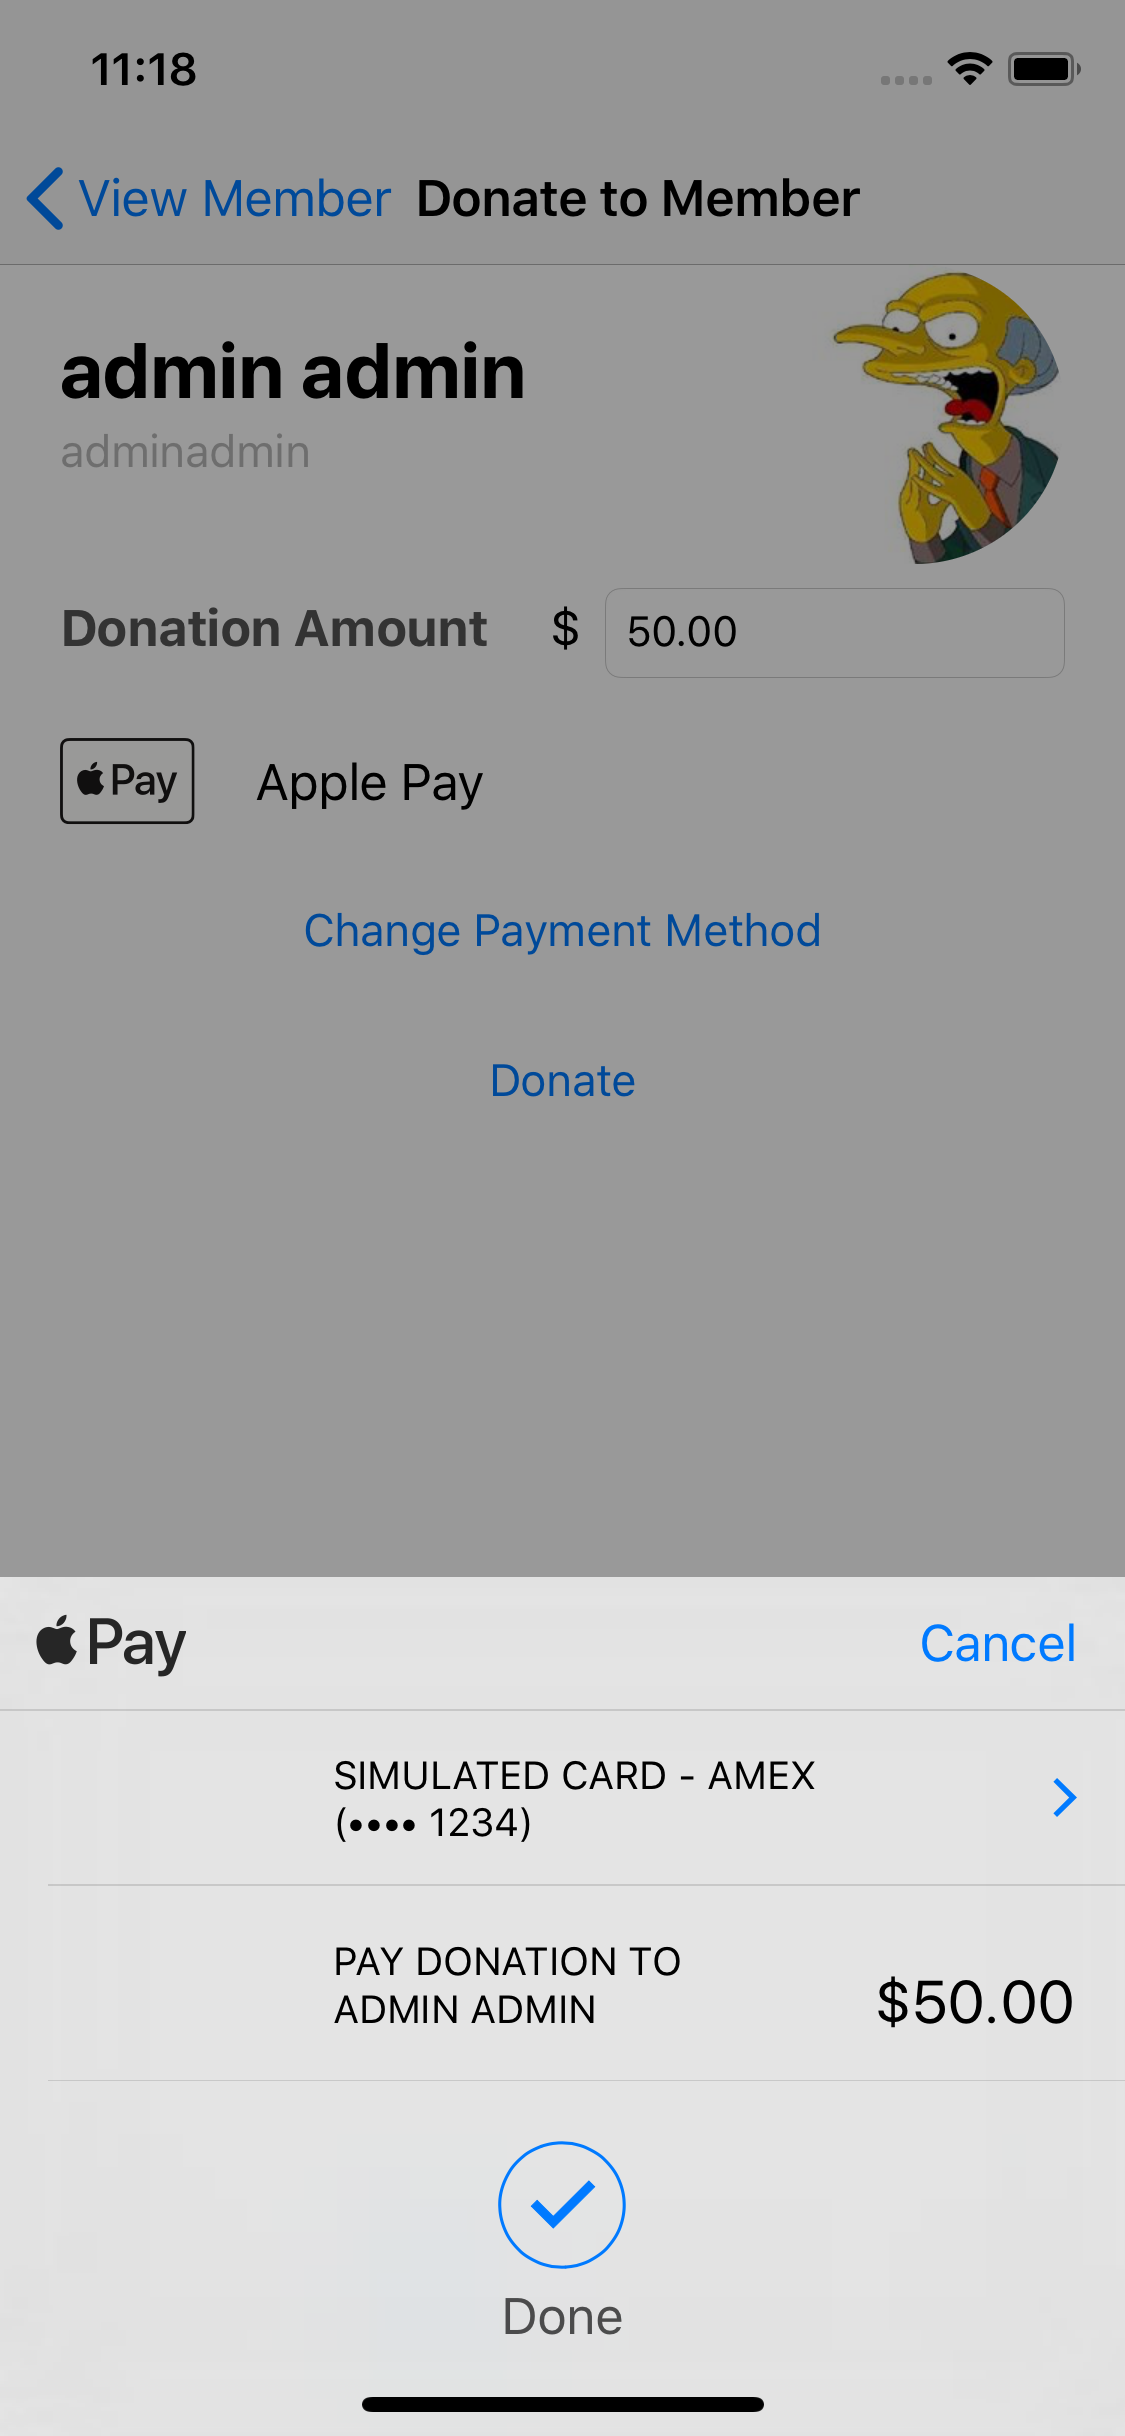 11:18
View Member Donate to Member
admin admin
adminadmin
Donation Amount $ 50.00
Pay Apple Pay
Change Payment Method
Donate
Pay Cancel
SIMULATED CARD - AMEX
(•••• 1234)
PAY DONATION TO
ADMIN ADMIN
$50.00
Done